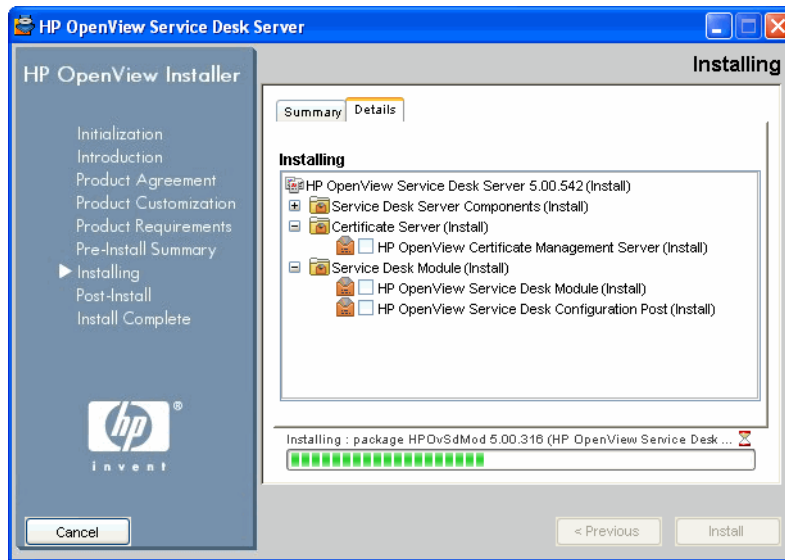 HP OpenView Service Desk Server
HP OpenView Installer
Installing
Initialization
Introduction
Product Agreement
Product Customization
Product Requirements
Pre-Install Summary
Installing
Post-Install
Install Complete
Summary
Details
Installing
HP OpenView Service Desk Server 5.00.542 (Install)
Service Desk Server Components (Install)
Certificate Server (Install)
HP OpenView Certificate Management Server (Install)
Service Desk Module (Install)
HP OpenView Service Desk Module (Install)
HP OpenView Service Desk Configuration Post (Install)
hp
®
invent
Installing : package HPOvSdMod 5.00.316 (HP OpenView Service Desk ...
Cancel
< Previous
Install